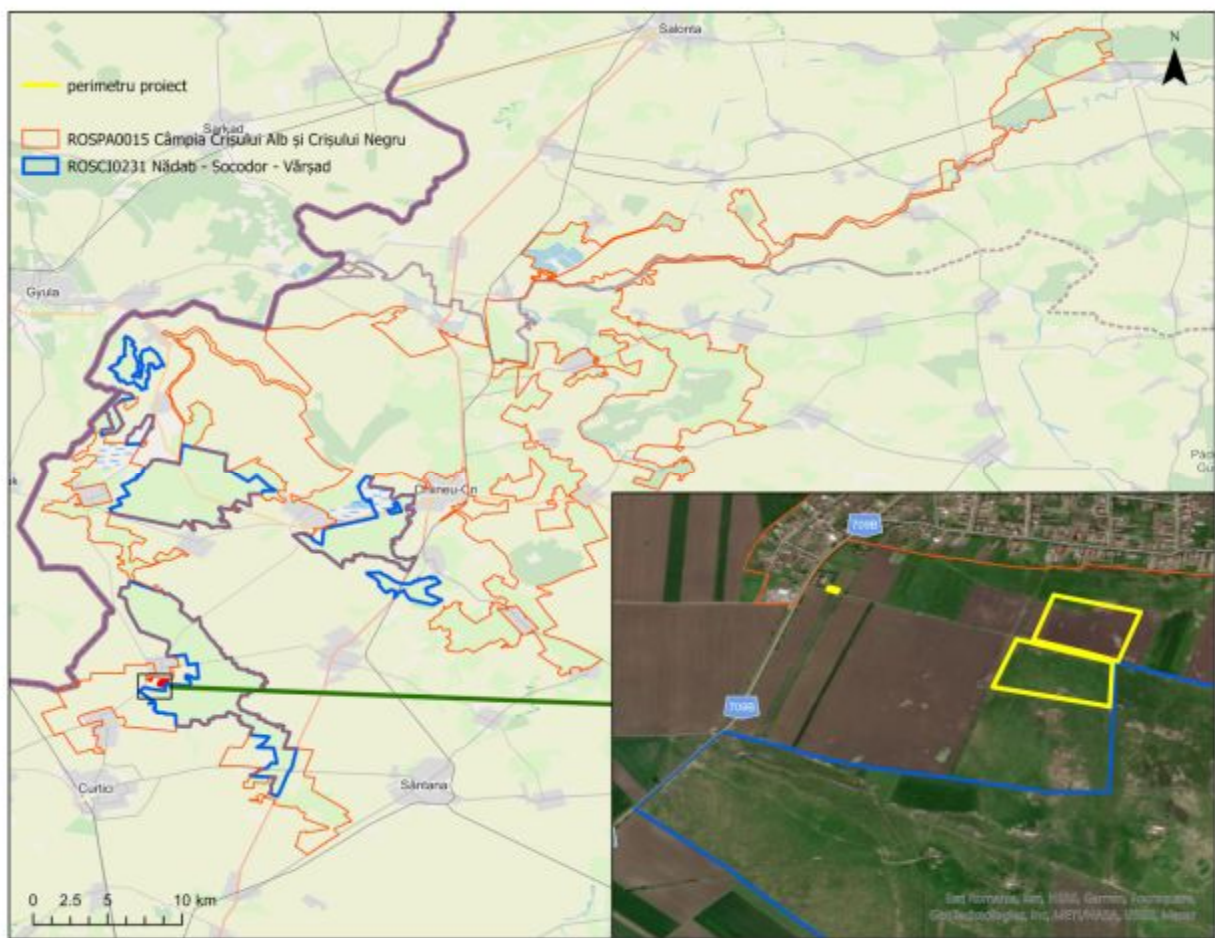 Salonta
N
perimetru proiect
Sarkad
ROSPA0015 Câmpia Crișului Alb și Crișului Negru
ROSCI0231 Nădab - Socodor - Vărșad
Gyula
709B
709B
Curtici
Sântana
0 2.5 5 10 km
Esri Romania, Esri, HERE, Garmin, Foursquare,
GeoTechnologies, Inc, METI/NASA, USGS, Maxar